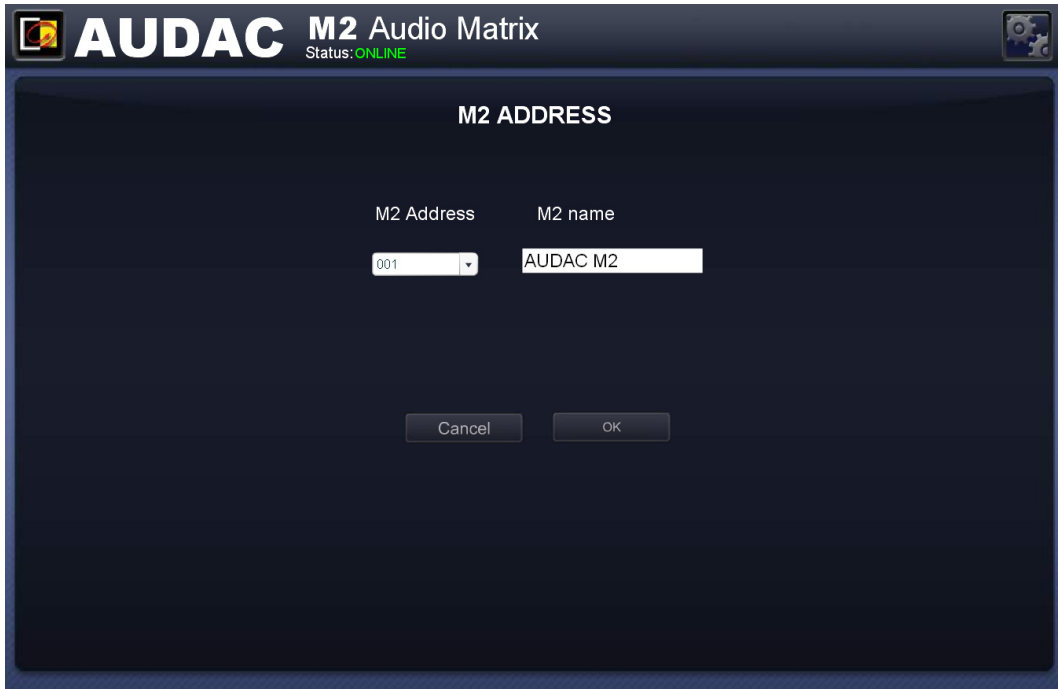 AUDAC M2 Audio Matrix
Status:ONLINE
M2 ADDRESS
M2 Address M2 name
001 AUDAC M2
Cancel OK